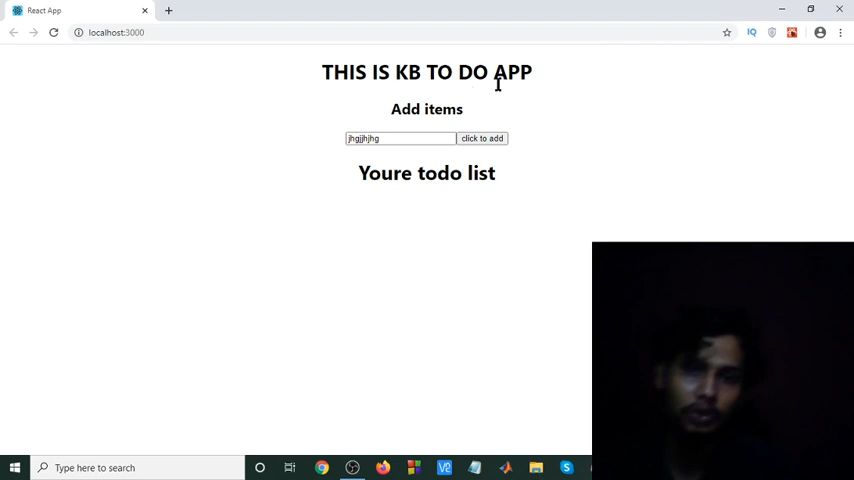 React App
localhost:3000
THIS IS KB TO DO APP
Add items
jhgjjhjhg
click to add
Youre todo list
Type here to search